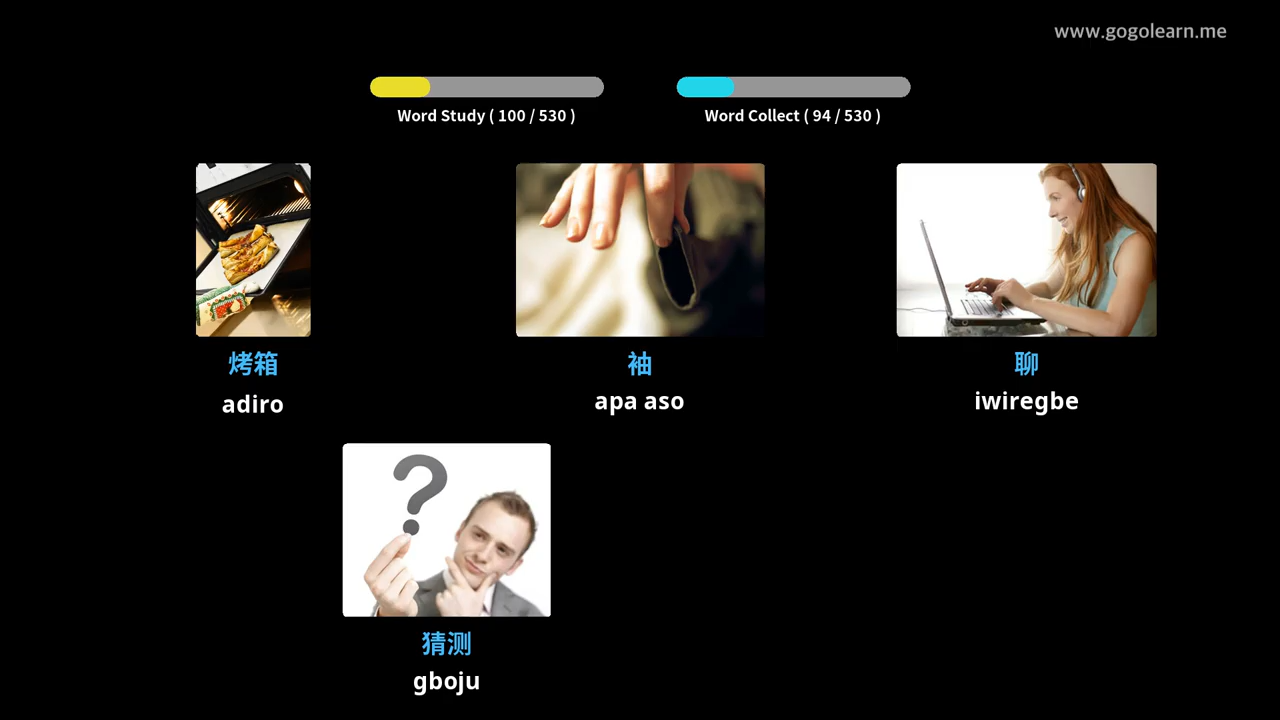 www.gogolearn.me
Word Study ( 100 / 530 )
Word Collect ( 94 / 530 )
烤箱
adiro
袖
apa aso
聊
iwiregbe
?
猜测
gboju